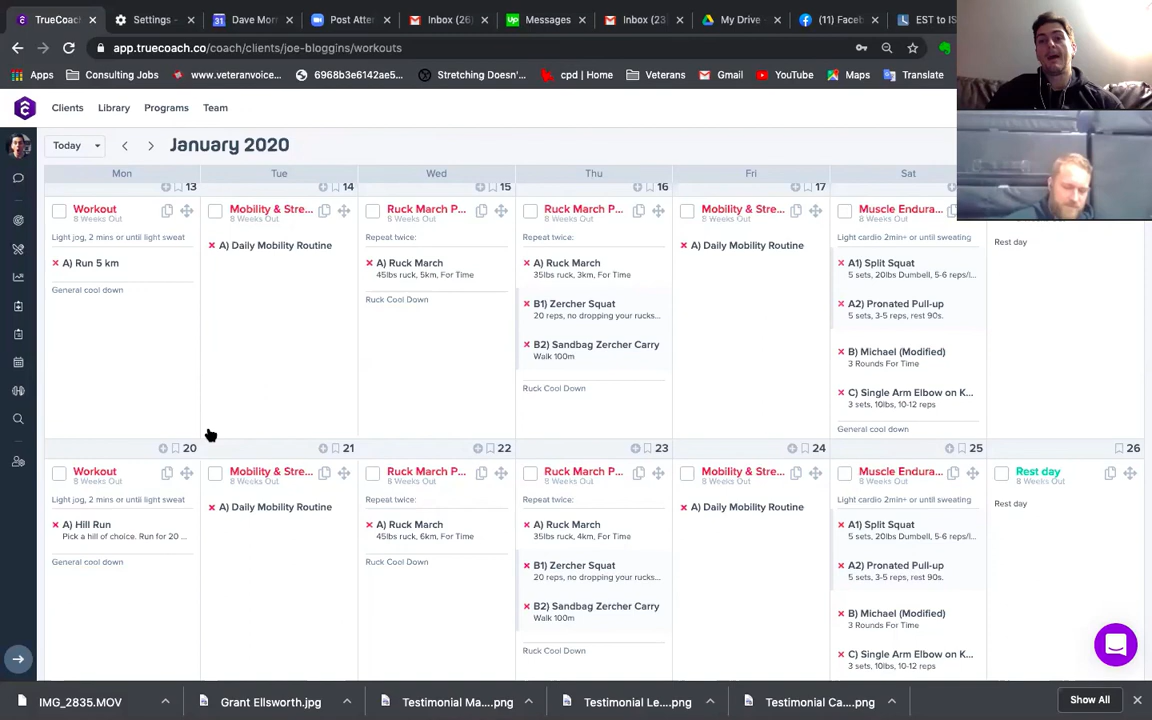 TrueCoach
Settings -
Dave Morn
Post Atten
Inbox (26)
Messages
Inbox (23
My Drive -
(11) Faceb
EST to IS
app.truecoach.co/coach/clients/joe-bloggins/workouts
Apps
Consulting Jobs
www.veteranvoice...
6968b3e6142ae5...
Stretching Doesn'...
cpd | Home
Veterans
Gmail
YouTube
Maps
Translate
Clients
Library
Programs
Team
Today
January 2020
Mon
Tue
Wed
Thu
Fri
Sat
13
14
15
16
17
Workout
8 Weeks Out
Light jog, 2 mins or until light sweat
A) Run 5 km
General cool down
Mobility & Stre...
8 Weeks Out
A) Daily Mobility Routine
Ruck March P...
8 Weeks Out
Repeat twice:
A) Ruck March
45lbs ruck, 5km, For Time
Ruck Cool Down
Ruck March P...
8 Weeks Out
Repeat twice:
A) Ruck March
35lbs ruck, 3km, For Time
B1) Zercher Squat
20 reps, no dropping your rucks...
B2) Sandbag Zercher Carry
Walk 100m
Ruck Cool Down
Mobility & Stre...
8 Weeks Out
A) Daily Mobility Routine
Muscle Endura...
8 Weeks Out
Light cardio 2min+ or until sweating
A1) Split Squat
5 sets, 20lbs Dumbell, 5-6 reps/l...
A2) Pronated Pull-up
5 sets, 3-5 reps, rest 90s.
B) Michael (Modified)
3 Rounds For Time
C) Single Arm Elbow on K...
3 sets, 10lbs, 10-12 reps
General cool down
Rest day
20
21
22
23
24
25
26
Workout
8 Weeks Out
Light jog, 2 mins or until light sweat
A) Hill Run
Pick a hill of choice. Run for 20 ...
General cool down
Mobility & Stre...
8 Weeks Out
A) Daily Mobility Routine
Ruck March P...
8 Weeks Out
Repeat twice:
A) Ruck March
45lbs ruck, 6km, For Time
Ruck Cool Down
Ruck March P...
8 Weeks Out
Repeat twice:
A) Ruck March
35lbs ruck, 4km, For Time
B1) Zercher Squat
20 reps, no dropping your rucks...
B2) Sandbag Zercher Carry
Walk 100m
Ruck Cool Down
Mobility & Stre...
8 Weeks Out
A) Daily Mobility Routine
Muscle Endura...
8 Weeks Out
Light cardio 2min+ or until sweating
A1) Split Squat
5 sets, 20lbs Dumbell, 5-6 reps/l...
A2) Pronated Pull-up
5 sets, 3-5 reps, rest 90s.
B) Michael (Modified)
3 Rounds For Time
C) Single Arm Elbow on K...
3 sets, 10lbs, 10-12 reps
Rest day
8 Weeks Out
Rest day
IMG_2835.MOV
Grant Ellsworth.jpg
Testimonial Ma....png
Testimonial Le....png
Testimonial Ca....png
Show All